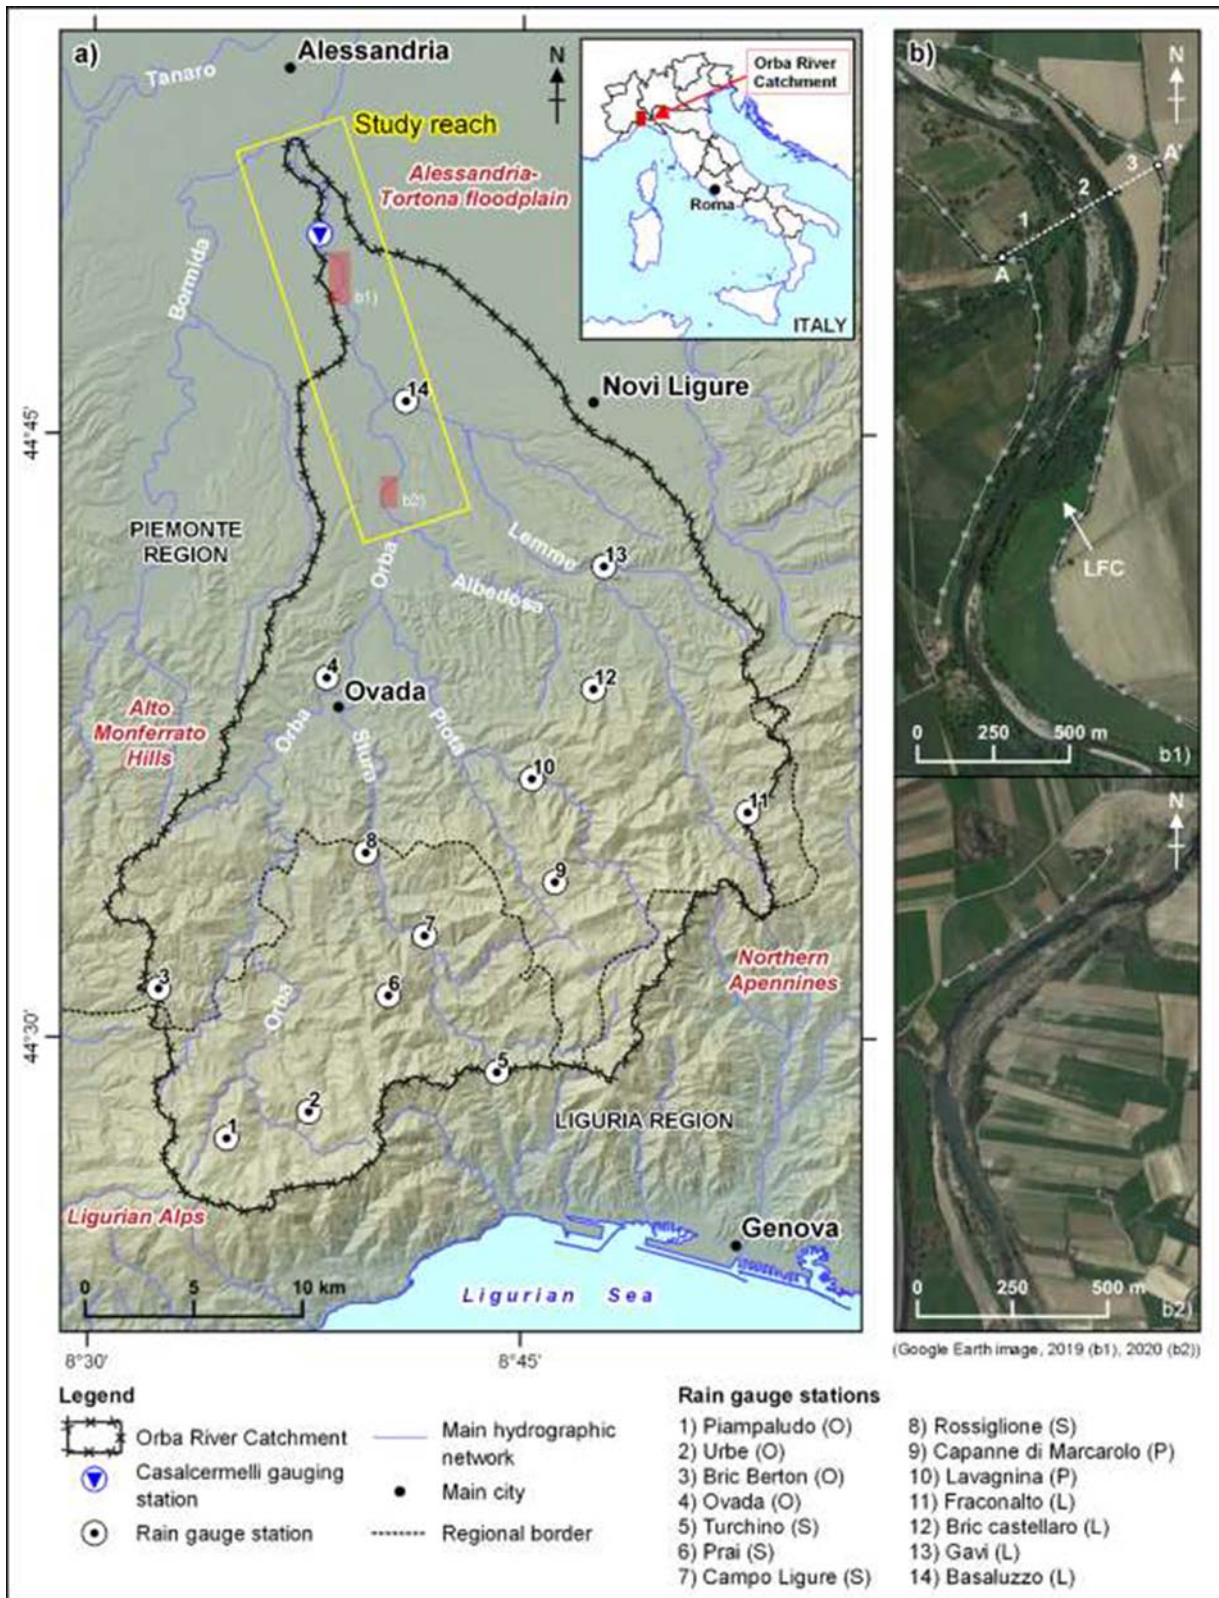 a)
Alessandria
N
Tanaro
Study reach
Alessandria-
Tortona floodplain
Orba River
Catchment
Roma
ITALY
Bormida
b1)
14
Novi Ligure
44°45'
b2)
PIEMONTE
REGION
Orba
Lemme
13
Albedosa
4
Ovada
12
Alto
Monferrato
Hills
Orba
Stura
Piota
10
11
8
9
7
Northern
Apennines
3
6
Orba
44°30'
5
2
1
LIGURIA REGION
Ligurian Alps
Genova
0 5 10 km
Ligurian Sea
8°30' 8°45'
b)
N
A'
3
2
1
A
LFC
0 250 500 m
b1)
N
0 250 500 m
b2)
(Google Earth image, 2019 (b1), 2020 (b2))
Legend
Orba River Catchment
Casalcermelli gauging
station
Rain gauge station
Main hydrographic
network
Main city
Regional border
Rain gauge stations
1) Piampaludo (O)
2) Urbe (O)
3) Bric Berton (O)
4) Ovada (O)
5) Turchino (S)
6) Prai (S)
7) Campo Ligure (S)
8) Rossiglione (S)
9) Capanne di Marcarolo (P)
10) Lavagnina (P)
11) Fraconalto (L)
12) Bric castellaro (L)
13) Gavi (L)
14) Basaluzzo (L)